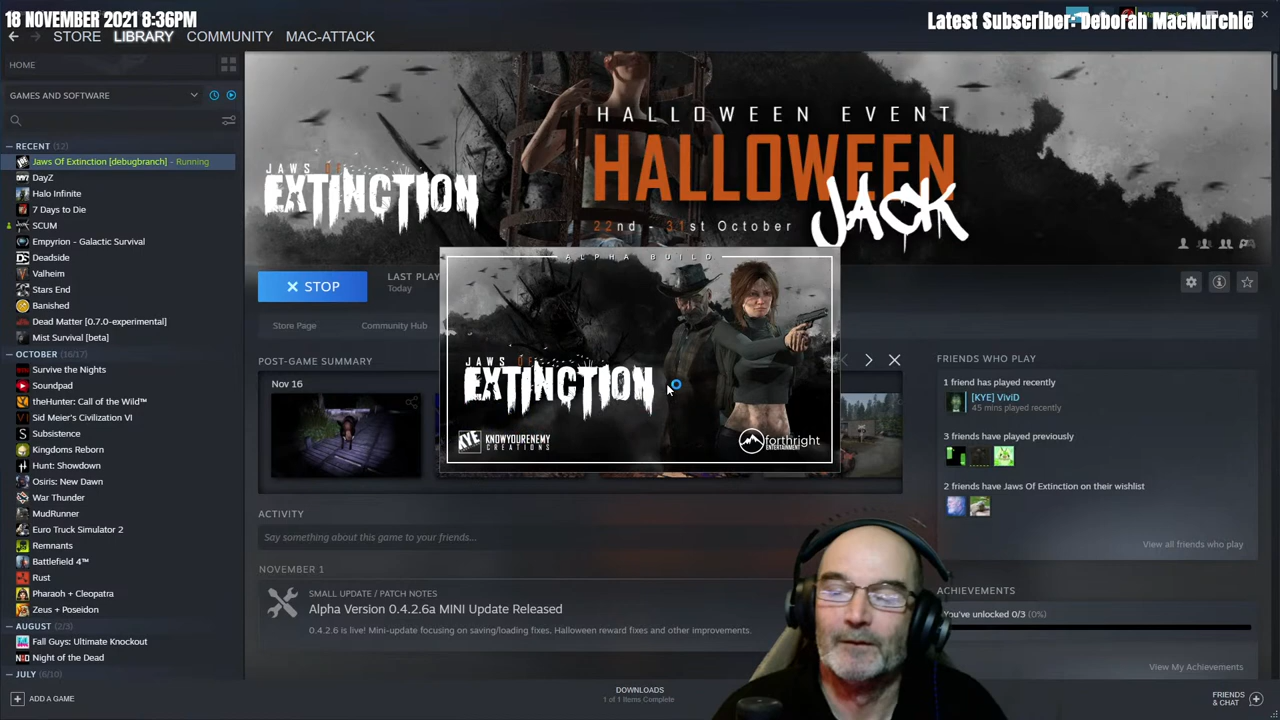 18 NOVEMBER 2021 8:36PM
Latest Subscriber: Deborah MacMurchie
STORE LIBRARY COMMUNITY MAC-ATTACK
HOME
GAMES AND SOFTWARE
RECENT (12)
Jaws Of Extinction [debugbranch] - Running
DayZ
Halo Infinite
7 Days to Die
SCUM
Empyrion - Galactic Survival
Deadside
Valheim
Stars End
Banished
Dead Matter [0.7.0-experimental]
Mist Survival [beta]
OCTOBER (16/17)
Survive the Nights
Soundpad
theHunter: Call of the Wild™
Sid Meier's Civilization VI
Subsistence
Kingdoms Reborn
Hunt: Showdown
Osiris: New Dawn
War Thunder
MudRunner
Euro Truck Simulator 2
Remnants
Battlefield 4™
Rust
Pharaoh + Cleopatra
Zeus + Poseidon
AUGUST (2/3)
Fall Guys: Ultimate Knockout
Night of the Dead
JULY (6/10)
ADD A GAME
JAWS OF
EXTINCTION
HALLOWEEN EVENT
HALLOWEEN
JACK
22nd - 31st October
STOP
LAST PLAY
Today
Store Page
Community Hub
POST-GAME SUMMARY
Nov 16
ALPHA BUILD
JAWS OF
EXTINCTION
KYE KNOWYOURENEMY
CREATIONS
forthright
ENTERTAINMENT
ACTIVITY
Say something about this game to your friends...
NOVEMBER 1
SMALL UPDATE / PATCH NOTES
Alpha Version 0.4.2.6a MINI Update Released
0.4.2.6 is live! Mini-update focusing on saving/loading fixes, Halloween reward fixes and other improvements.
FRIENDS WHO PLAY
1 friend has played recently
[KYE] ViviD
45 mins played recently
3 friends have played previously
2 friends have Jaws Of Extinction on their wishlist
View all friends who play
ACHIEVEMENTS
You've unlocked 0/3 (0%)
View My Achievements
DOWNLOADS
1 of 1 Items Complete
FRIENDS
& CHAT